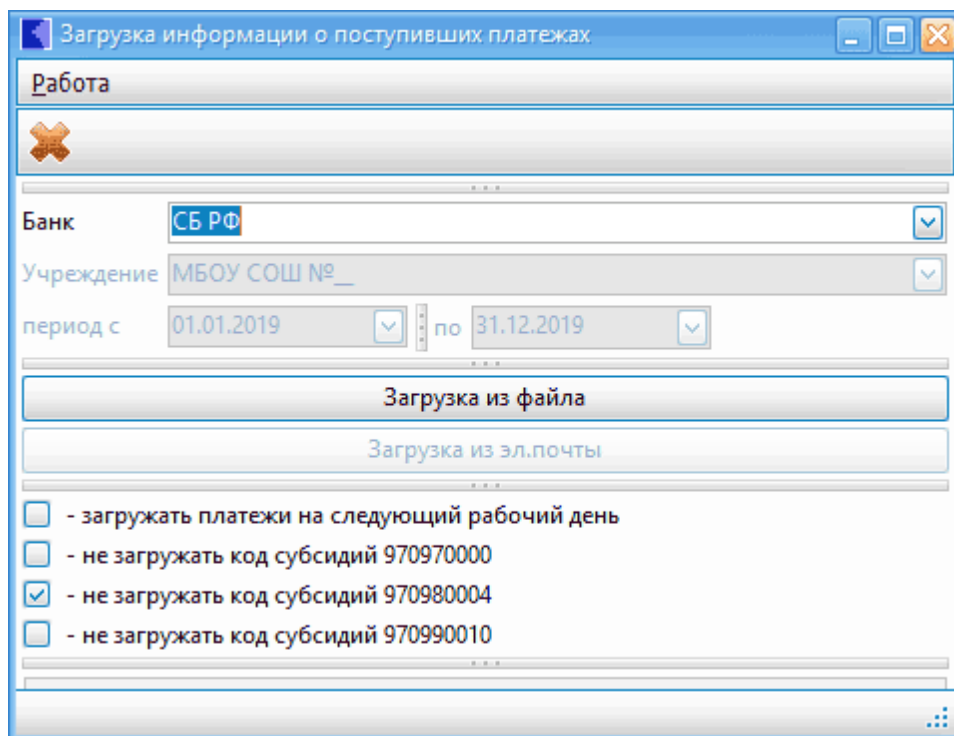 Загрузка информации о поступивших платежах
Работа
Банк СБ РФ
Учреждение МБОУ СОШ №__
период с 01.01.2019 по 31.12.2019
Загрузка из файла
Загрузка из эл.почты
- загружать платежи на следующий рабочий день
- не загружать код субсидий 970970000
- не загружать код субсидий 970980004
- не загружать код субсидий 970990010